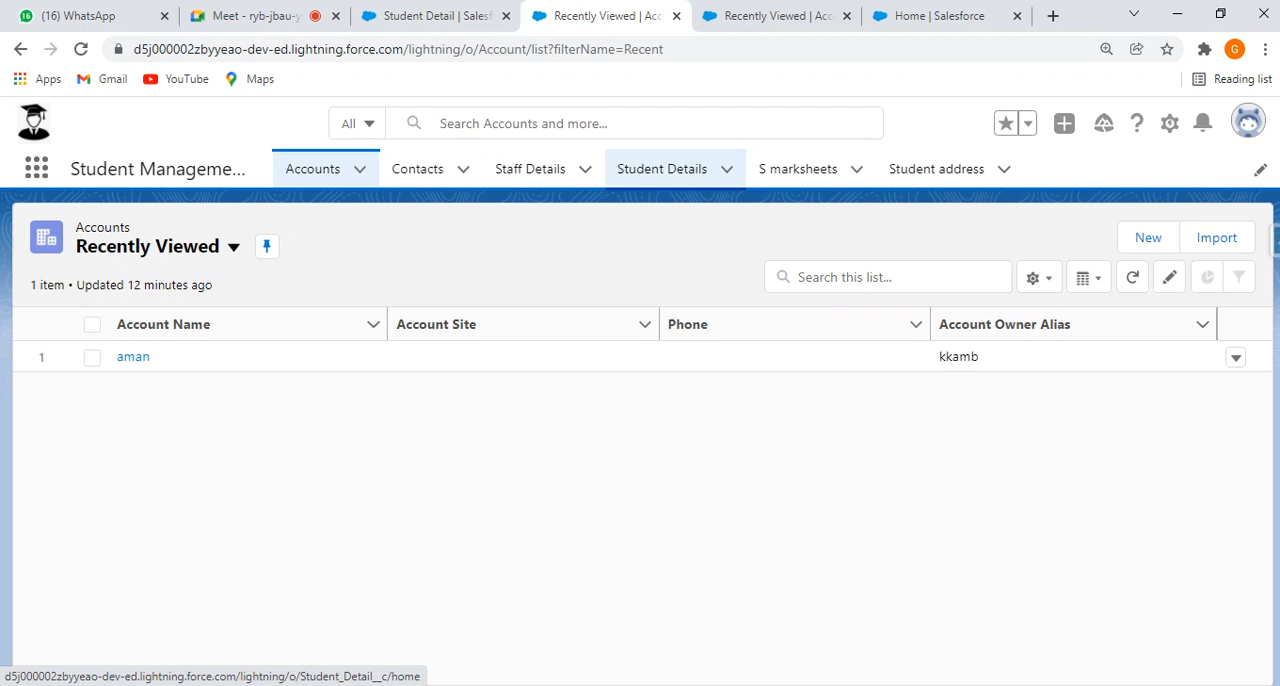 (16) WhatsApp
Meet - ryb-jbau-y
Student Detail | Salesf
Recently Viewed | Acc
Recently Viewed | Acc
Home | Salesforce
d5j000002zbyyeao-dev-ed.lightning.force.com/lightning/o/Account/list?filterName=Recent
G
Apps
Gmail
YouTube
Maps
Reading list
All
Search Accounts and more...
Student Manageme...
Accounts
Contacts
Staff Details
Student Details
S marksheets
Student address
Accounts
Recently Viewed
New
Import
1 item • Updated 12 minutes ago
Search this list...
Account Name
Account Site
Phone
Account Owner Alias
1
aman
kkamb
d5j000002zbyyeao-dev-ed.lightning.force.com/lightning/o/Student_Detail__c/home